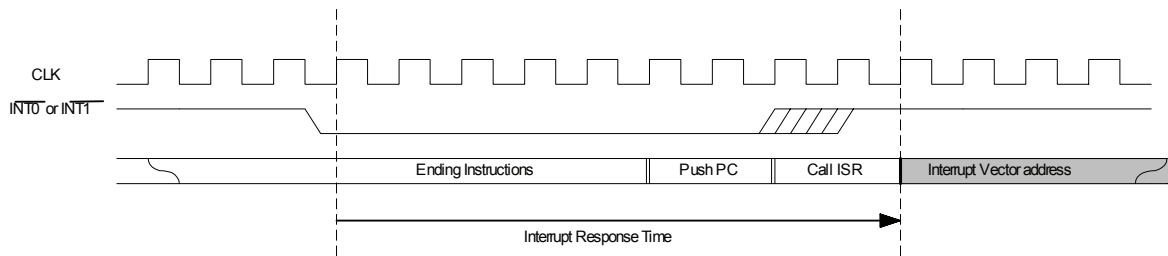 CLK
INT0 or INT1
Ending Instructions Push PC Call ISR Interrupt Vector address
Interrupt Response Time